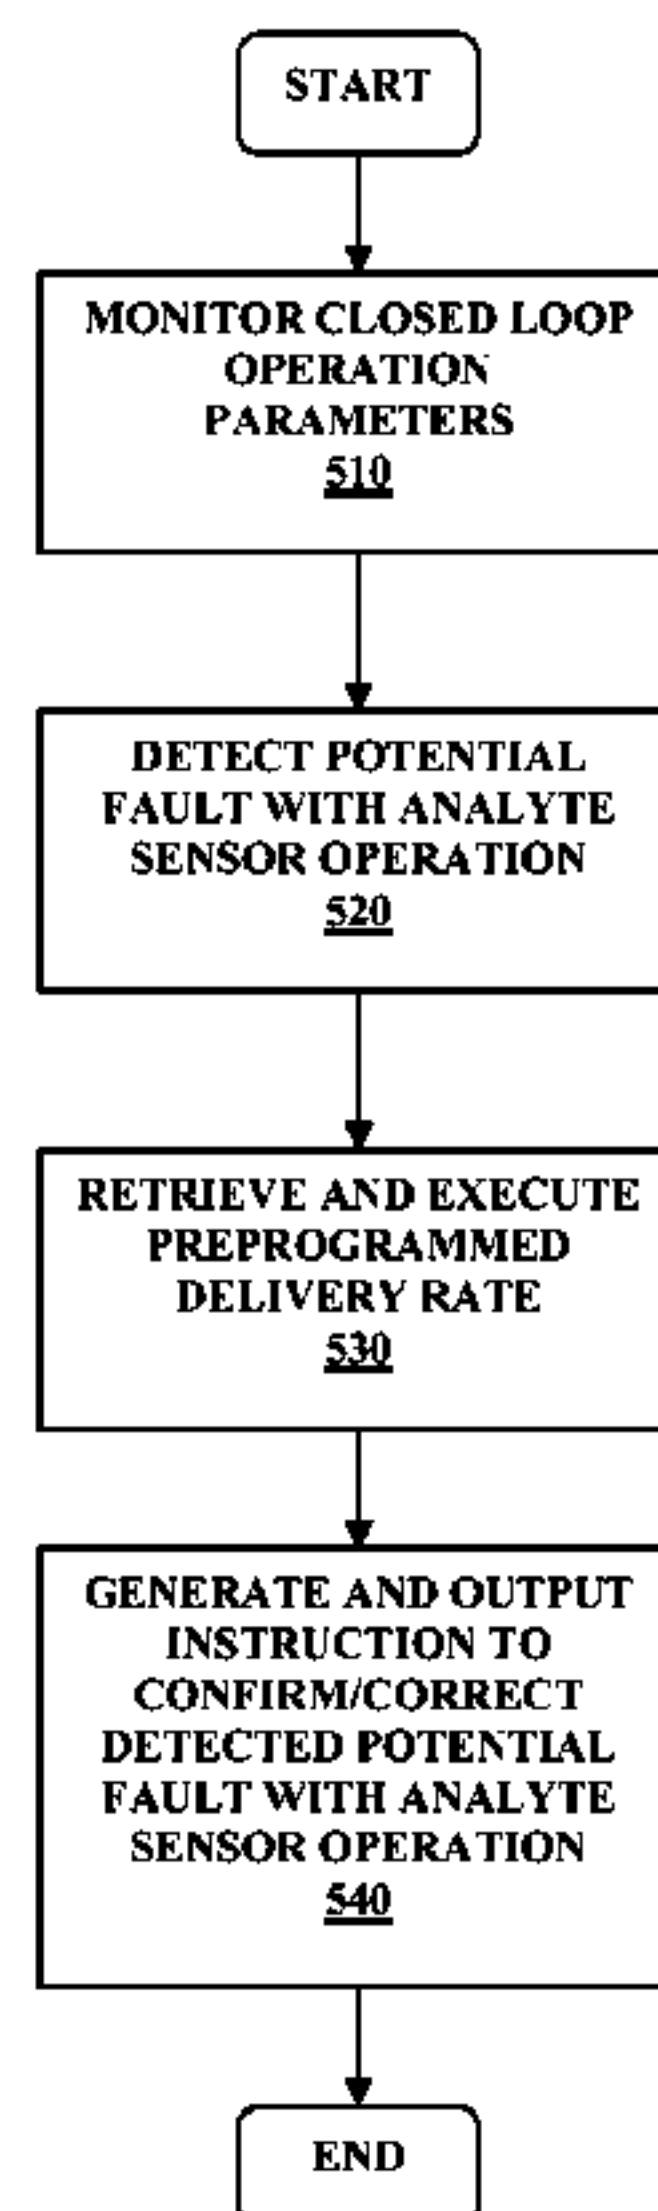 START
MONITOR CLOSED LOOP
OPERATION
PARAMETERS
510
DETECT POTENTIAL
FAULT WITH ANALYTE
SENSOR OPERATION
520
RETRIEVE AND EXECUTE
PREPROGRAMMED
DELIVERY RATE
530
GENERATE AND OUTPUT
INSTRUCTION TO
CONFIRM/CORRECT
DETECTED POTENTIAL
FAULT WITH ANALYTE
SENSOR OPERATION
540
END